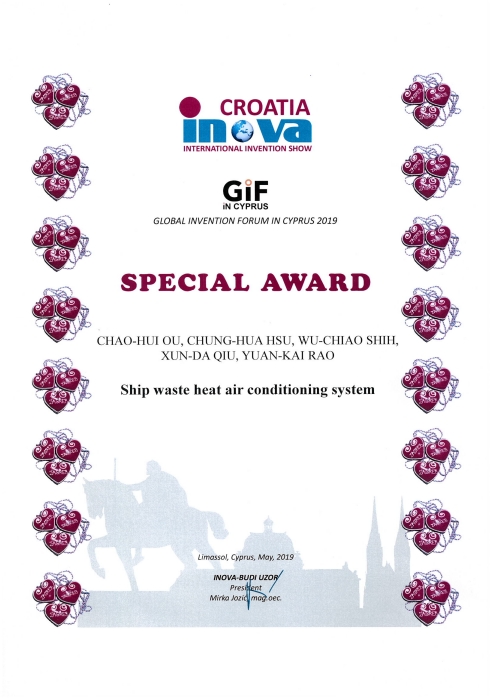 CROATIA
inova
INTERNATIONAL INVENTION SHOW
GiF
iN CYPRUS
GLOBAL INVENTION FORUM IN CYPRUS 2019
SPECIAL AWARD
CHAO-HUI OU, CHUNG-HUA HSU, WU-CHIAO SHIH,
XUN-DA QIU, YUAN-KAI RAO
Ship waste heat air conditioning system
Limassol, Cyprus, May, 2019
INOVA-BUDI UZOR
President
Mirka Jozić, mag.oec.